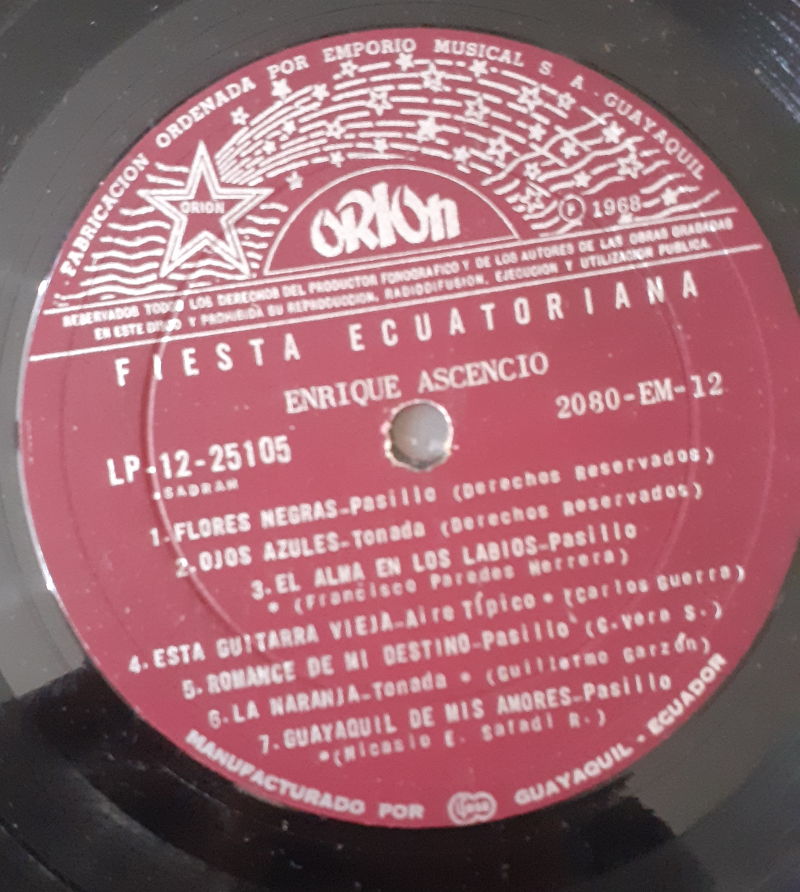 FABRICACION ORDENADA POR EMPORIO MUSICAL S. A. GUAYAQUIL
ORION
ORION
P 1968
RESERVADOS TODOS LOS DERECHOS DEL PRODUCTOR FONOGRAFICO Y DE LOS AUTORES DE LAS OBRAS GRABADAS
EN ESTE DISCO Y PROHIBIDA SU REPRODUCCION, RADIODIFUSION, EJECUCION Y UTILIZACION PUBLICA.
FIESTA ECUATORIANA
ENRIQUE ASCENCIO
LP-12-25105
2080-EM-12
*SADRAM
1.FLORES NEGRAS-Pasillo (Derechos Reservados)
2.OJOS AZULES-Tonada (Derechos Reservados)
3.EL ALMA EN LOS LABIOS-Pasillo
* (Francisco Paredes Herrera)
4.ESTA GUITARRA VIEJA-Aire Típico * (Carlos Guerra)
5.ROMANCE DE MI DESTINO-Pasillo (G.Vera S.)
6.LA NARANJA-Tonada * (Guillermo Garzón)
7.GUAYAQUIL DE MIS AMORES-Pasillo
*(Nicasio E. Safadi R.)
MANUFACTURADO POR GUAYAQUIL - ECUADOR